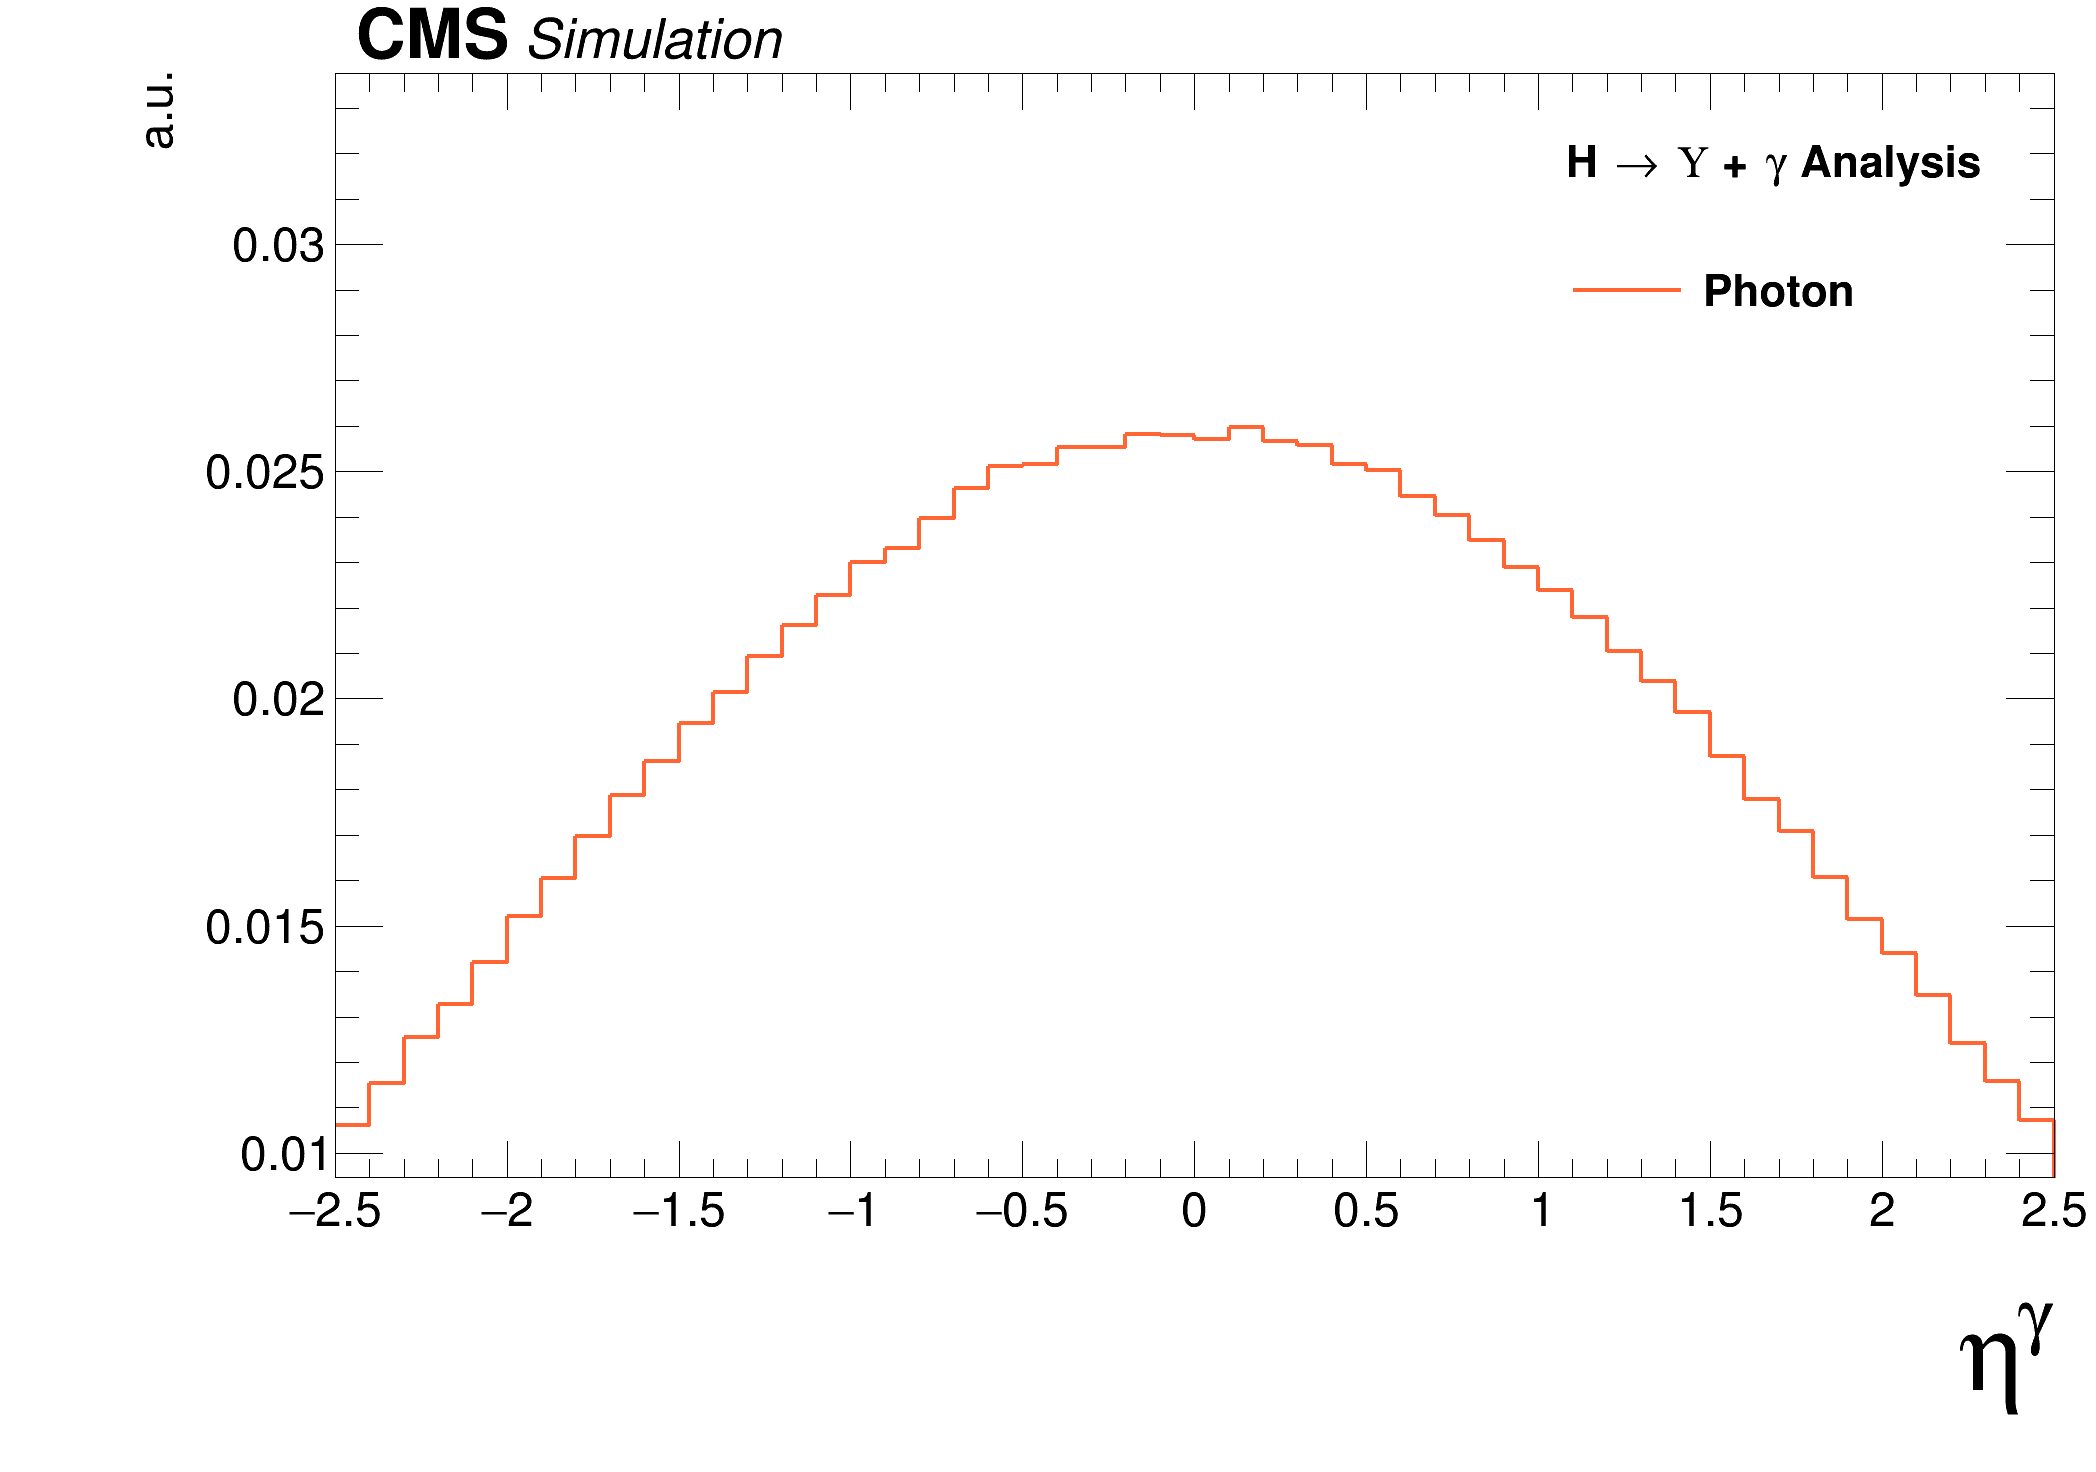 CMS Simulation
a.u.
H → Υ + γ Analysis
Photon
0.03
0.025
0.02
0.015
0.01
−2.5 −2 −1.5 −1 −0.5 0 0.5 1 1.5 2 2.5
η^γ